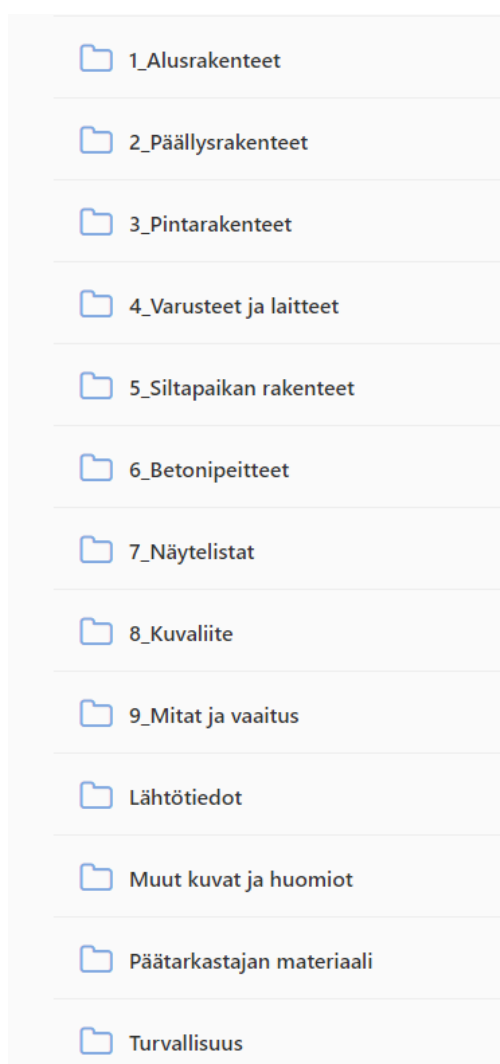 1_Alusrakenteet
2_Päällysrakenteet
3_Pintarakenteet
4_Varusteet ja laitteet
5_Siltapaikan rakenteet
6_Betonipeitteet
7_Näytelistat
8_Kuvaliite
9_Mitat ja vaaitus
Lähtötiedot
Muut kuvat ja huomiot
Päätarkastajan materiaali
Turvallisuus